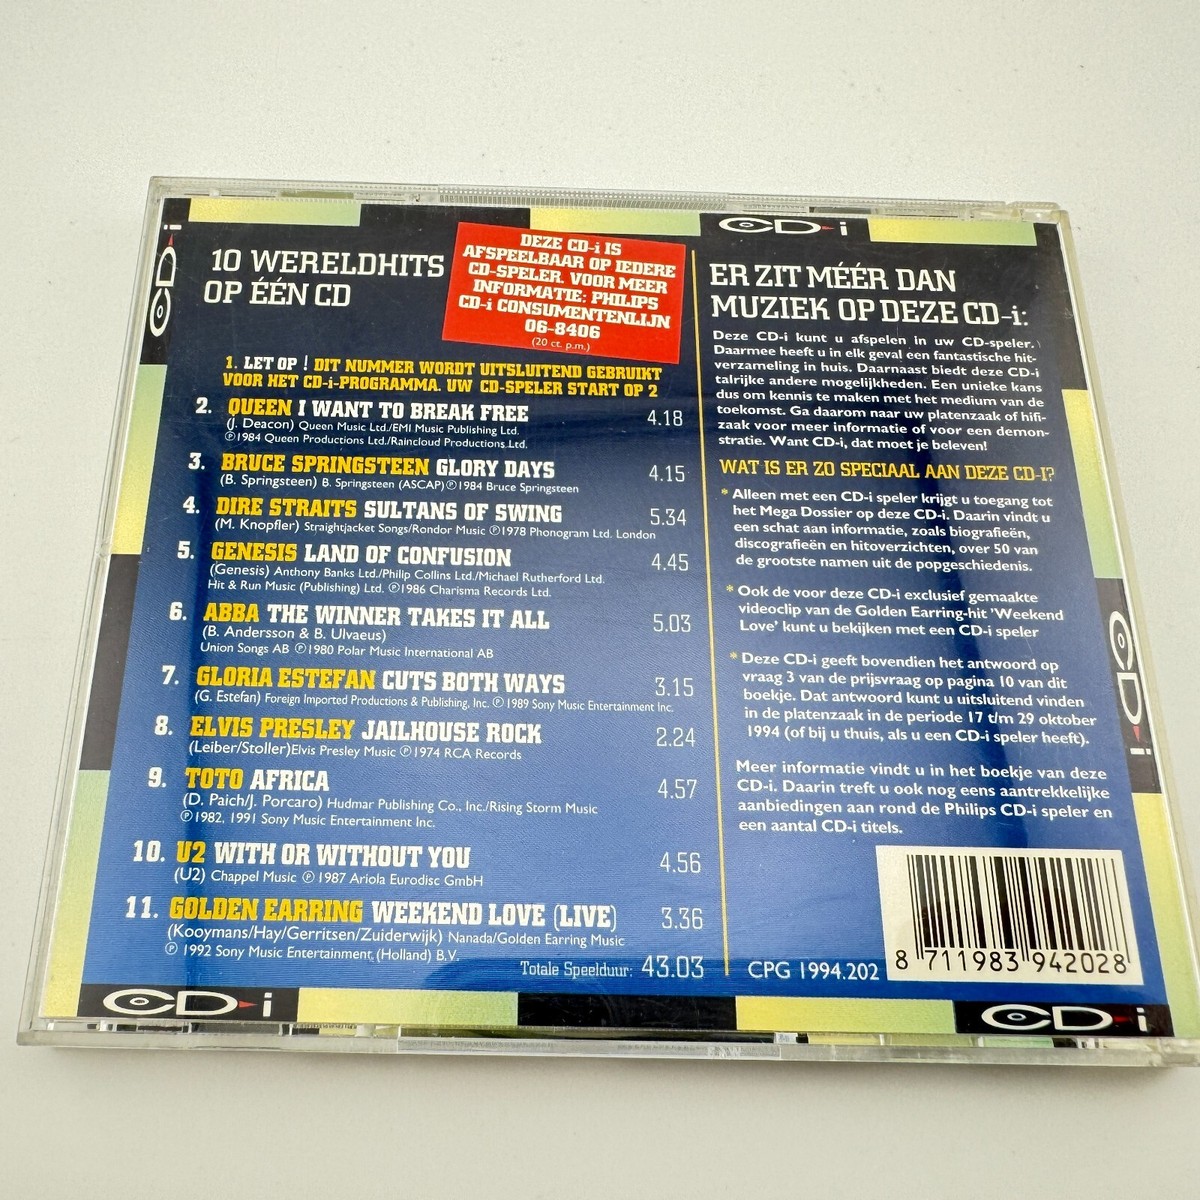 CD-i
CD-i
10 WERELDHITS
OP ÉÉN CD
DEZE CD-i IS
AFSPEELBAAR OP IEDERE
CD-SPELER. VOOR MEER
INFORMATIE: PHILIPS
CD-i CONSUMENTENLIJN
06-8406
(20 ct. p.m.)
1. LET OP ! DIT NUMMER WORDT UITSLUITEND GEBRUIKT
VOOR HET CD-i-PROGRAMMA. UW CD-SPELER START OP 2
2. QUEEN I WANT TO BREAK FREE 4.18
(J. Deacon) Queen Music Ltd./EMI Music Publishing Ltd.
℗1984 Queen Productions Ltd./Raincloud Productions Ltd.
3. BRUCE SPRINGSTEEN GLORY DAYS 4.15
(B. Springsteen) B. Springsteen (ASCAP)℗1984 Bruce Springsteen
4. DIRE STRAITS SULTANS OF SWING 5.34
(M. Knopfler) Straightjacket Songs/Rondor Music ℗1978 Phonogram Ltd. London
5. GENESIS LAND OF CONFUSION 4.45
(Genesis) Anthony Banks Ltd./Philip Collins Ltd./Michael Rutherford Ltd.
Hit & Run Music (Publishing) Ltd. ℗1986 Charisma Records Ltd.
6. ABBA THE WINNER TAKES IT ALL 5.03
(B. Andersson & B. Ulvaeus)
Union Songs AB ℗1980 Polar Music International AB
7. GLORIA ESTEFAN CUTS BOTH WAYS 3.15
(G. Estefan) Foreign Imported Productions & Publishing, Inc. ℗1989 Sony Music Entertainment Inc.
8. ELVIS PRESLEY JAILHOUSE ROCK 2.24
(Leiber/Stoller)Elvis Presley Music ℗1974 RCA Records
9. TOTO AFRICA 4.57
(D. Paich/J. Porcaro) Hudmar Publishing Co., Inc./Rising Storm Music
℗1982, 1991 Sony Music Entertainment Inc.
10. U2 WITH OR WITHOUT YOU 4.56
(U2) Chappel Music ℗ 1987 Ariola Eurodisc GmbH
11. GOLDEN EARRING WEEKEND LOVE (LIVE) 3.36
(Kooymans/Hay/Gerritsen/Zuiderwijk) Nanada/Golden Earring Music
℗ 1992 Sony Music Entertainment (Holland) B.V.
Totale Speelduur: 43.03
ER ZIT MÉÉR DAN
MUZIEK OP DEZE CD-i:
Deze CD-i kunt u afspelen in uw CD-speler.
Daarmee heeft u in elk geval een fantastische hit-
verzameling in huis. Daarnaast biedt deze CD-i
talrijke andere mogelijkheden. Een unieke kans
dus om kennis te maken met het medium van de
toekomst. Ga daarom naar uw platenzaak of hifi-
zaak voor meer informatie of voor een demon-
stratie. Want CD-i, dat moet je beleven!
WAT IS ER ZO SPECIAAL AAN DEZE CD-I?
* Alleen met een CD-i speler krijgt u toegang tot
het Mega Dossier op deze CD-i. Daarin vindt u
een schat aan informatie, zoals biografieën,
discografieën en hitoverzichten, over 50 van
de grootste namen uit de popgeschiedenis.
* Ook de voor deze CD-i exclusief gemaakte
videoclip van de Golden Earring-hit 'Weekend
Love' kunt u bekijken met een CD-i speler
* Deze CD-i geeft bovendien het antwoord op
vraag 3 van de prijsvraag op pagina 10 van dit
boekje. Dat antwoord kunt u uitsluitend vinden
in de platenzaak in de periode 17 t/m 29 oktober
1994 (of bij u thuis, als u een CD-i speler heeft).
Meer informatie vindt u in het boekje van deze
CD-i. Daarin treft u ook nog eens aantrekkelijke
aanbiedingen aan rond de Philips CD-i speler en
een aantal CD-i titels.
CPG 1994.202
8 711983 942028
CD-i
CD-i
CD-i